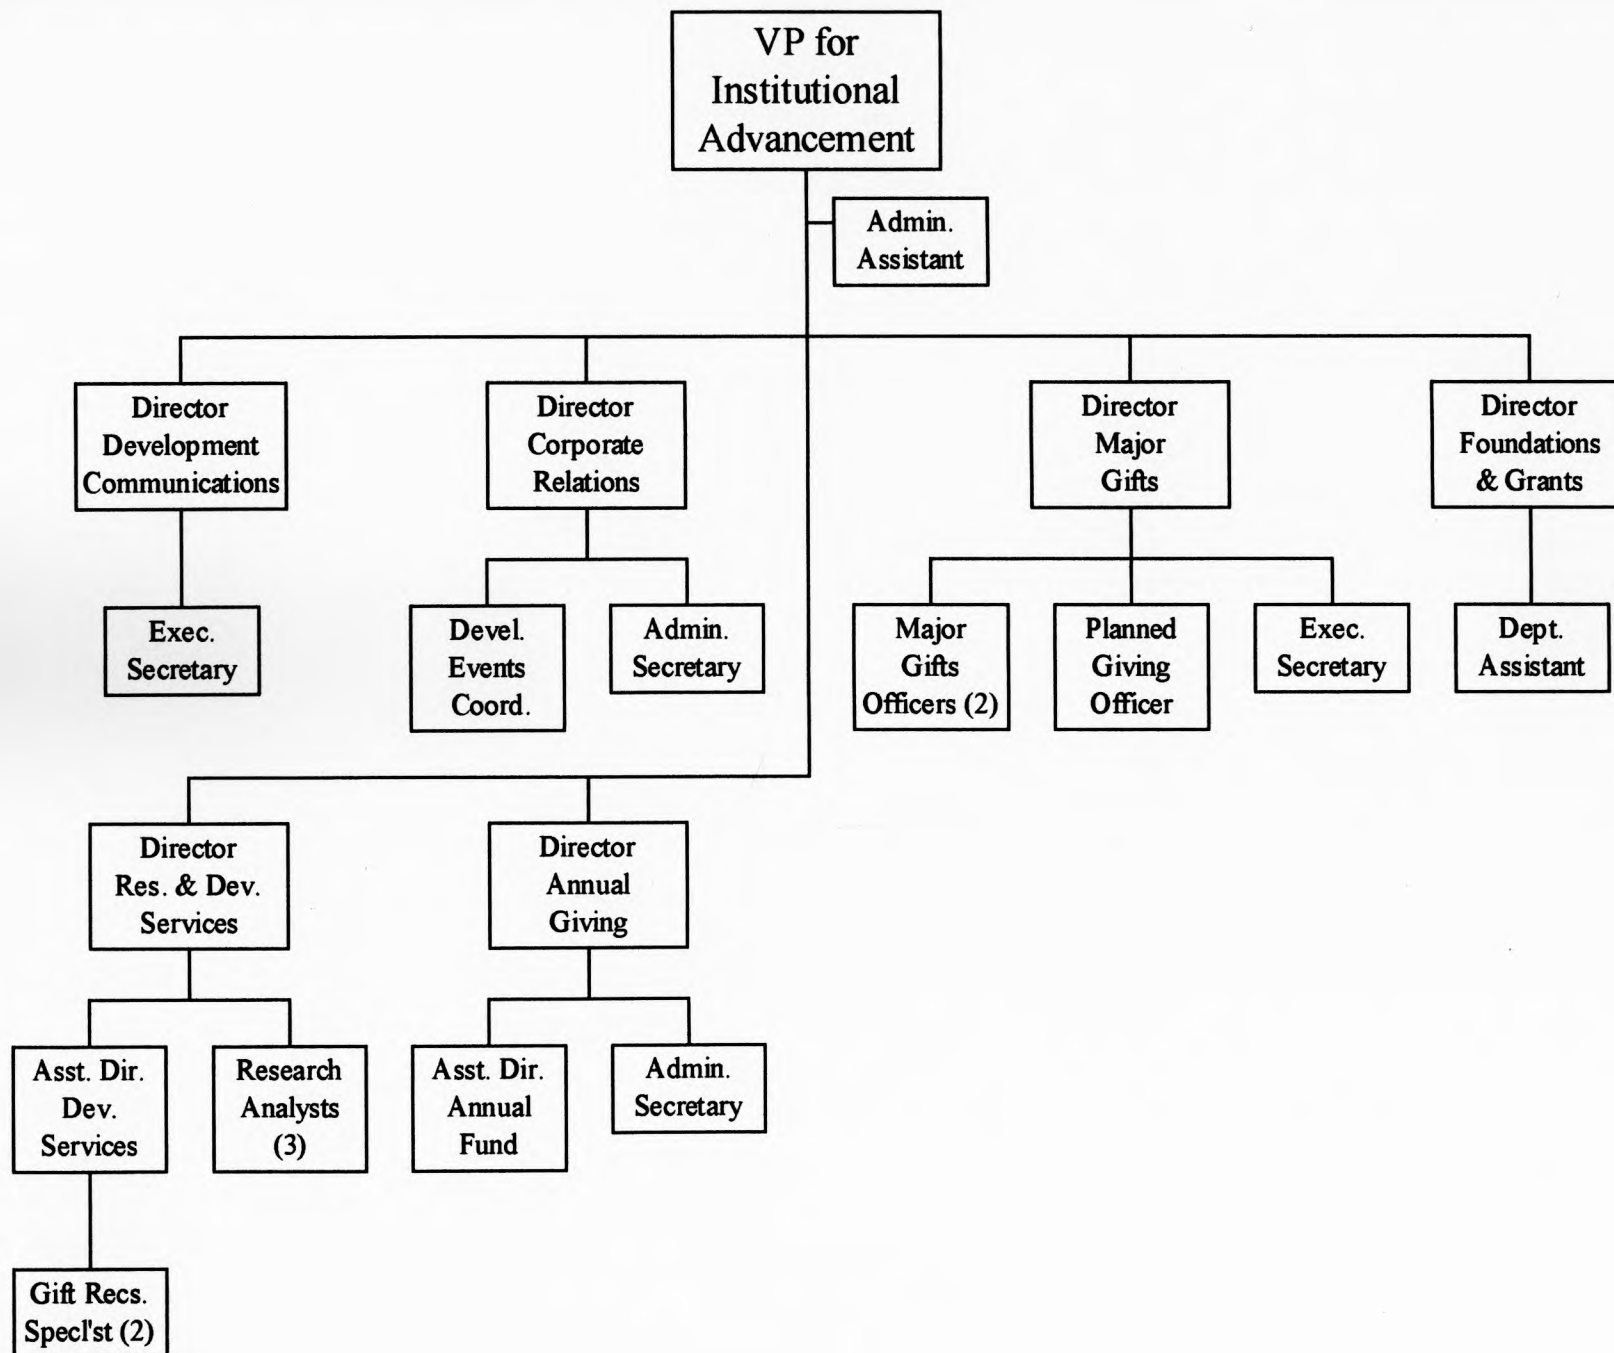 VP for
Institutional
Advancement
Admin.
Assistant
Director
Development
Communications
Director
Corporate
Relations
Director
Major
Gifts
Director
Foundations
& Grants
Exec.
Secretary
Devel.
Events
Coord.
Admin.
Secretary
Major
Gifts
Officers (2)
Planned
Giving
Officer
Exec.
Secretary
Dept.
Assistant
Director
Res. & Dev.
Services
Director
Annual
Giving
Asst. Dir.
Dev.
Services
Research
Analysts
(3)
Asst. Dir.
Annual
Fund
Admin.
Secretary
Gift Recs.
Specl'st (2)